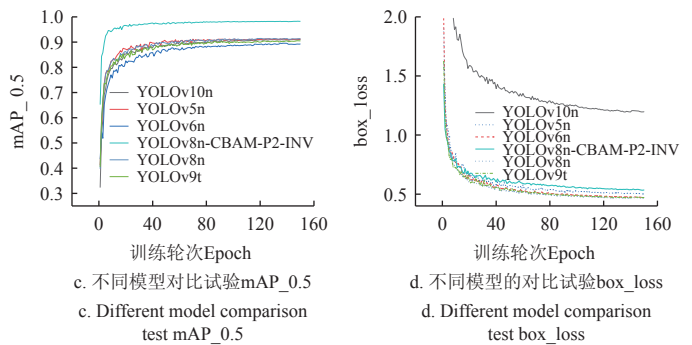 1.0
0.9
0.8
0.7
0.6
0.5
0.4
0.3
mAP_0.5
YOLOv10n
YOLOv5n
YOLOv6n
YOLOv8n-CBAM-P2-INV
YOLOv8n
YOLOv9t
0 40 80 120 160
训练轮次Epoch
c. 不同模型对比试验mAP_0.5
c. Different model comparison
test mAP_0.5
2.0
1.5
1.0
0.5
box_loss
YOLOv10n
YOLOv5n
YOLOv6n
YOLOv8n-CBAM-P2-INV
YOLOv8n
YOLOv9t
0 40 80 120 160
训练轮次Epoch
d. 不同模型的对比试验box_loss
d. Different model comparison
test box_loss